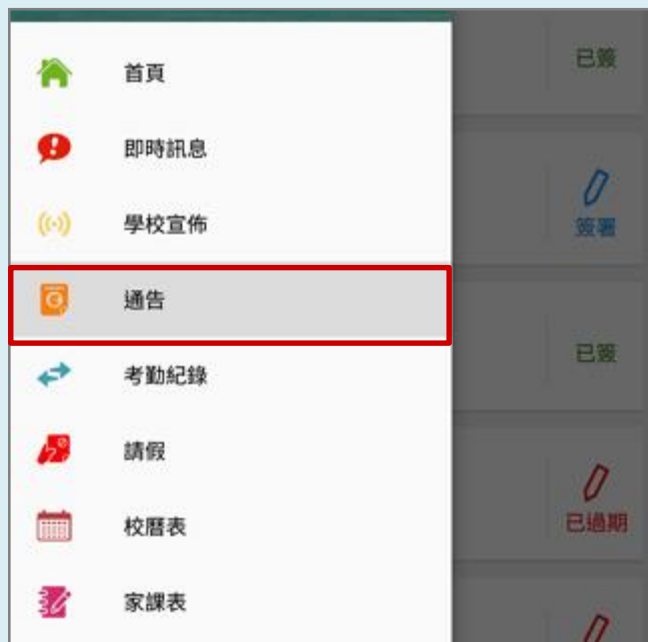 首頁
已簽
即時訊息
學校宣佈
簽署
通告
考勤紀錄
已簽
請假
校曆表
已過期
家課表